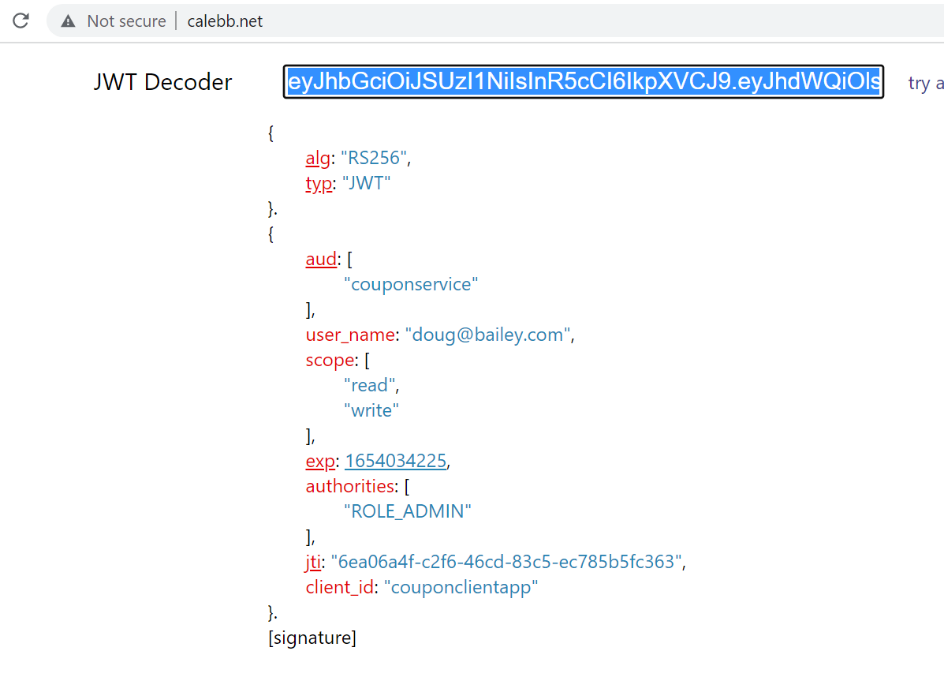 Not secure | calebb.net
JWT Decoder eyJhbGciOiJSUzI1NiIsInR5cCI6IkpXVCJ9.eyJhdWQiOls try a
{
alg: "RS256",
typ: "JWT"
}.
{
aud: [
"couponservice"
],
user_name: "doug@bailey.com",
scope: [
"read",
"write"
],
exp: 1654034225,
authorities: [
"ROLE_ADMIN"
],
jti: "6ea06a4f-c2f6-46cd-83c5-ec785b5fc363",
client_id: "couponclientapp"
}.
[signature]